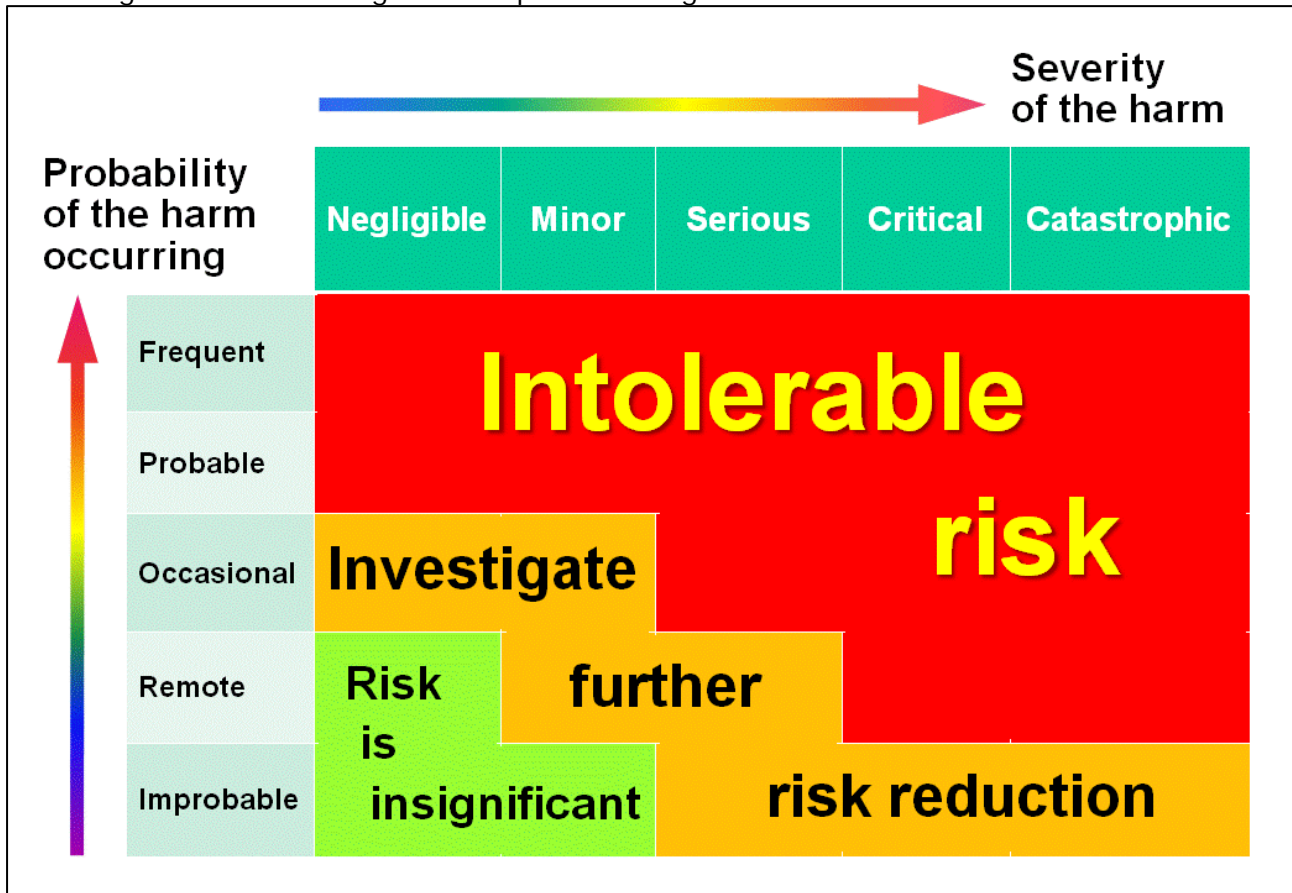 Severity
of the harm
Probability
of the harm
occurring
Negligible Minor Serious Critical Catastrophic
Frequent
Intolerable
Probable
risk
Occasional
Investigate
Remote
Risk
further
is
Improbable
insignificant
risk reduction